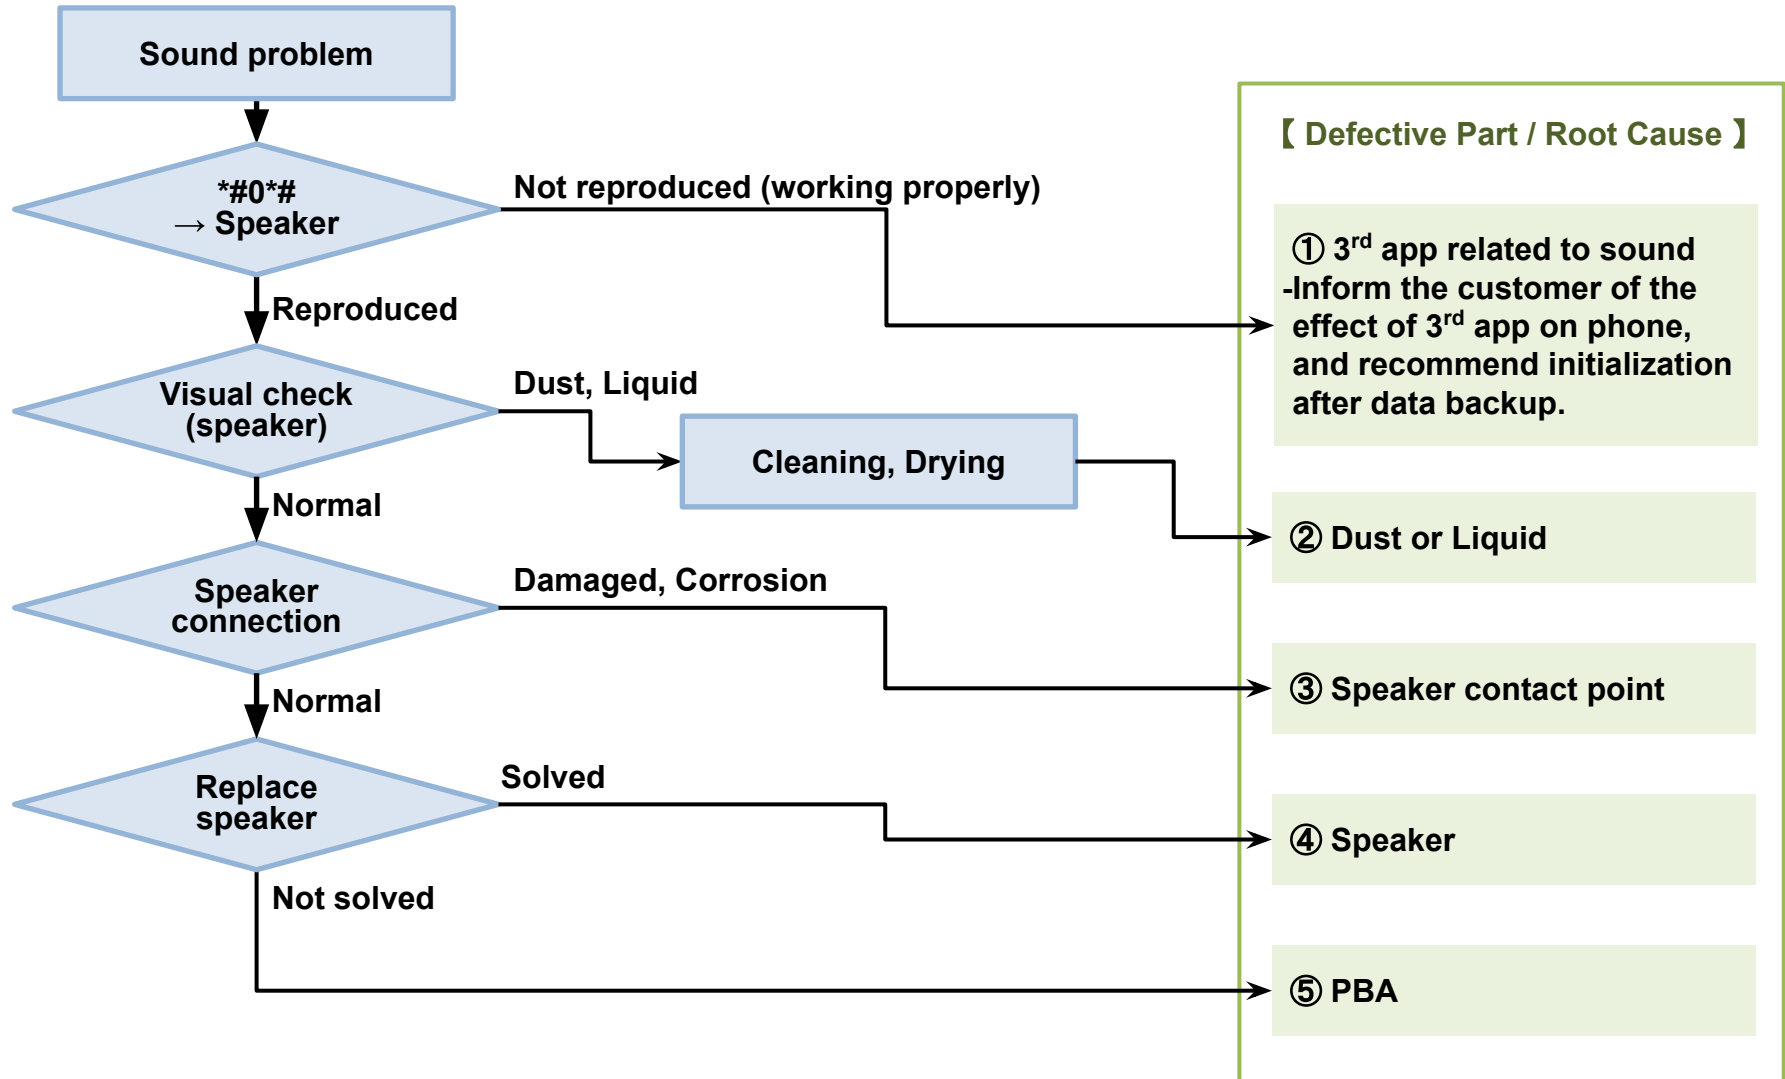 Sound problem
*#0*#
→ Speaker
Not reproduced (working properly)
Reproduced
Visual check
(speaker)
Dust, Liquid
Cleaning, Drying
Normal
Speaker
connection
Damaged, Corrosion
Normal
Replace
speaker
Solved
Not solved
【 Defective Part / Root Cause 】
① 3rd app related to sound
-Inform the customer of the
effect of 3rd app on phone,
and recommend initialization
after data backup.
② Dust or Liquid
③ Speaker contact point
④ Speaker
⑤ PBA